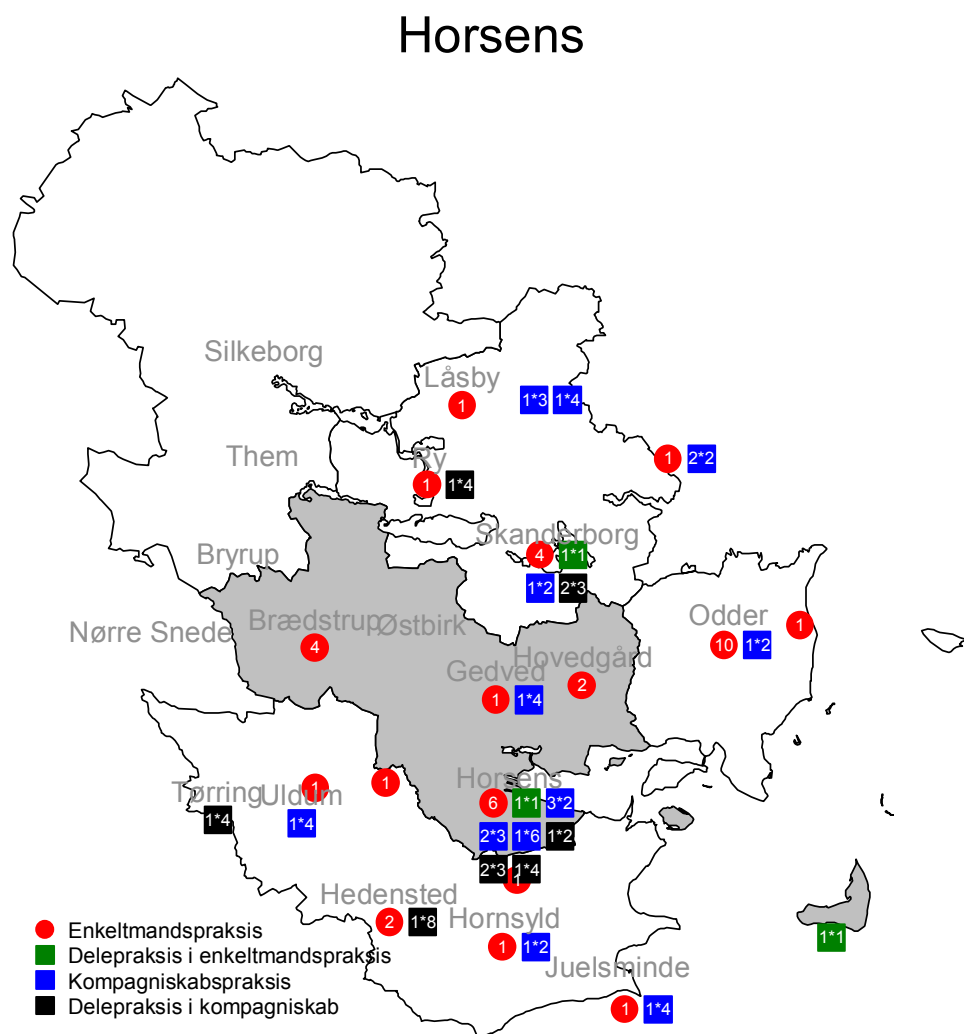 Horsens
Silkeborg
Låsby
1
1*3 1*4
Them
Ry
1 2*2
1 1*4
Skanderborg
4 1*1
Bryrup
1*2 2*3
Nørre Snede
Brædstrup
Østbirk
Odder
1
4
10 1*2
Hovedgård
Gedved
2
1 1*4
Horsens
Tørring
Uldum
1
1
6 1*1 3*2
1*4
1*4
2*3 1*6 1*2
2*3 1*4
1
Hedensted
2 1*8
Hornsyld
1 1*2
1*1
Juelsminde
1 1*4
Enkeltmandspraksis
Delepraksis i enkeltmandspraksis
Kompagniskabspraksis
Delepraksis i kompagniskab